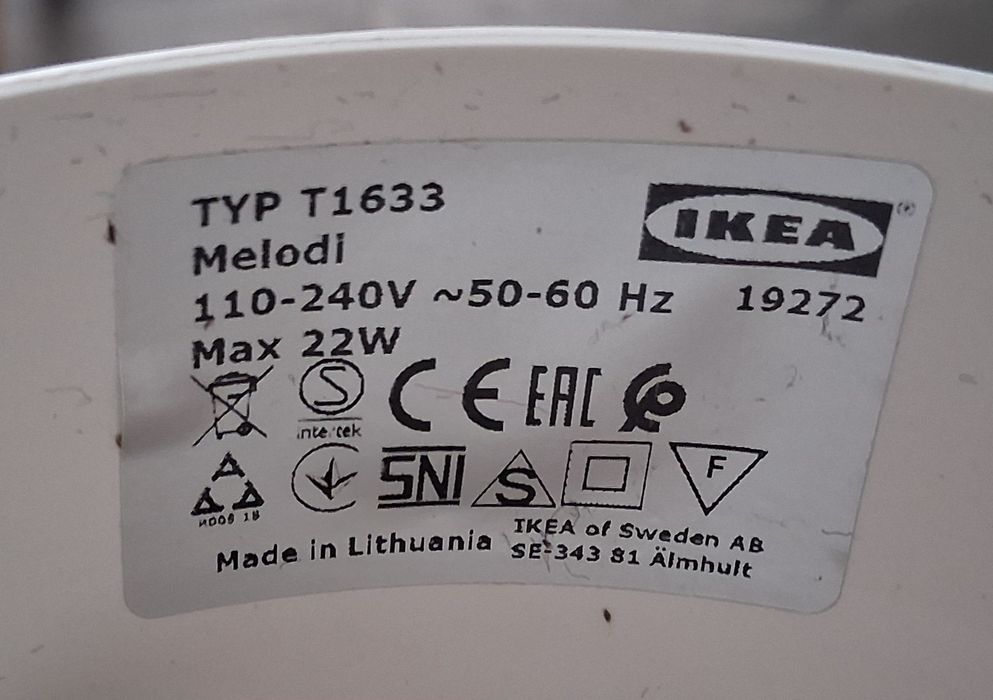 TYP T1633
IKEA
®
Melodi
110-240V ~50-60 Hz 19272
Max 22W
S
intertek
CE
EAC
SNI
S
F
Made in Lithuania
IKEA of Sweden AB
SE-343 81 Älmhult